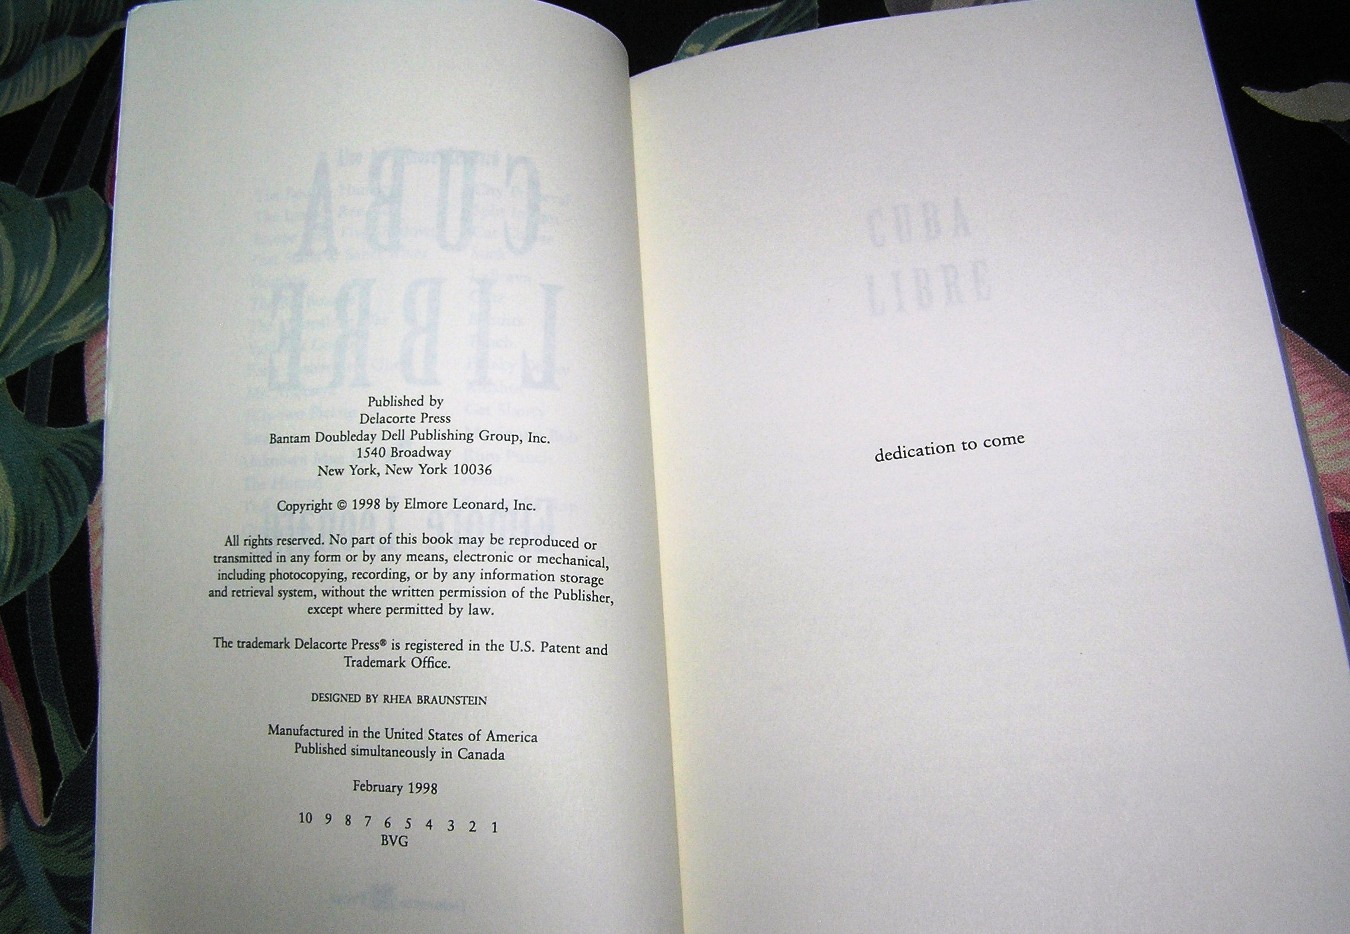 Published by
Delacorte Press
Bantam Doubleday Dell Publishing Group, Inc.
1540 Broadway
New York, New York 10036
Copyright © 1998 by Elmore Leonard, Inc.
All rights reserved. No part of this book may be reproduced or
transmitted in any form or by any means, electronic or mechanical,
including photocopying, recording, or by any information storage
and retrieval system, without the written permission of the Publisher,
except where permitted by law.
The trademark Delacorte Press® is registered in the U.S. Patent and
Trademark Office.
DESIGNED BY RHEA BRAUNSTEIN
Manufactured in the United States of America
Published simultaneously in Canada
February 1998
10 9 8 7 6 5 4 3 2 1
BVG
CUBA
LIBRE
dedication to come